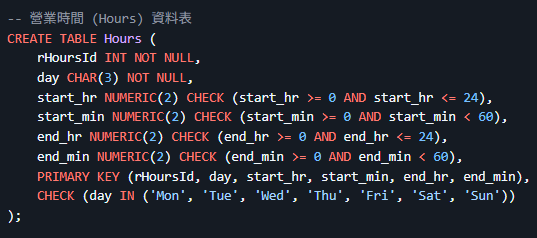 -- 營業時間 (Hours) 資料表
CREATE TABLE Hours (
    rHoursId INT NOT NULL,
    day CHAR(3) NOT NULL,
    start_hr NUMERIC(2) CHECK (start_hr >= 0 AND start_hr <= 24),
    start_min NUMERIC(2) CHECK (start_min >= 0 AND start_min < 60),
    end_hr NUMERIC(2) CHECK (end_hr >= 0 AND end_hr <= 24),
    end_min NUMERIC(2) CHECK (end_min >= 0 AND end_min < 60),
    PRIMARY KEY (rHoursId, day, start_hr, start_min, end_hr, end_min),
    CHECK (day IN ('Mon', 'Tue', 'Wed', 'Thu', 'Fri', 'Sat', 'Sun'))
);